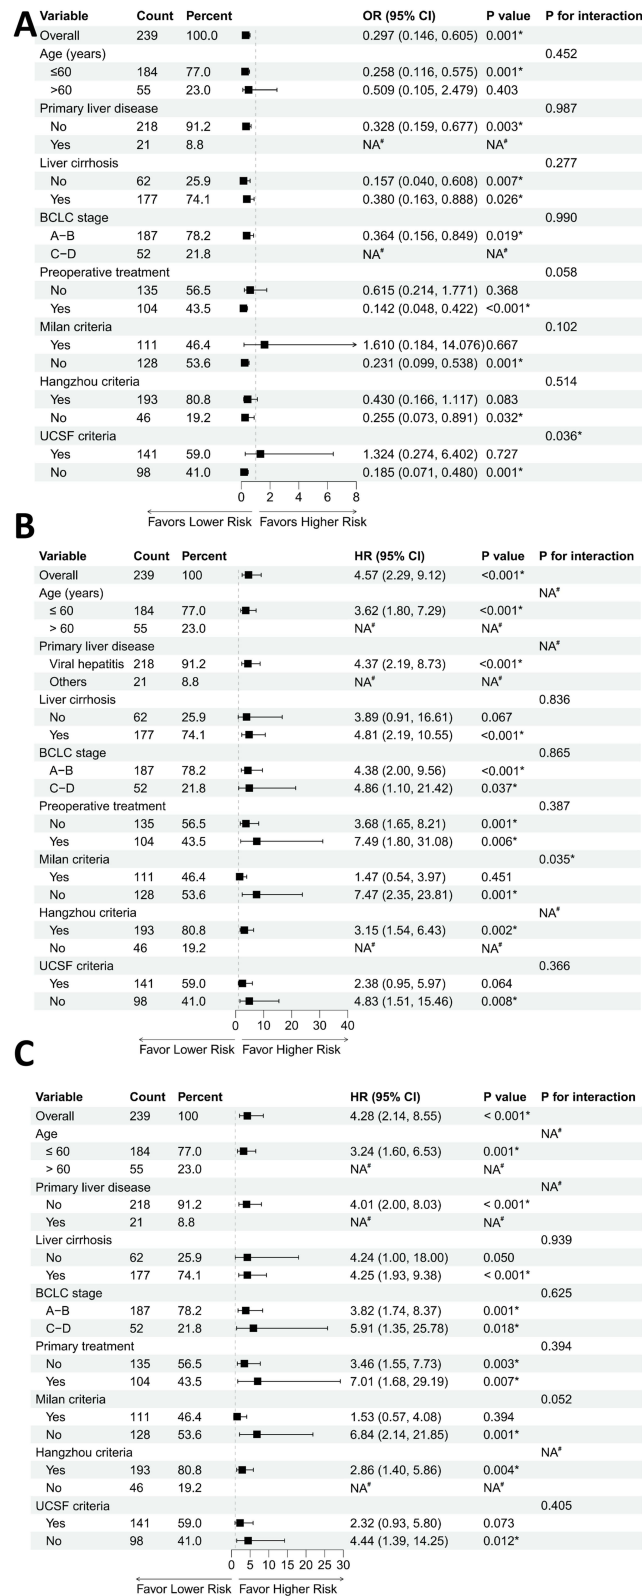 A
Variable Count Percent OR (95% CI) P value P for interaction
Overall 239 100.0 0.297 (0.146, 0.605) 0.001*
Age (years) 0.452
≤60 184 77.0 0.258 (0.116, 0.575) 0.001*
>60 55 23.0 0.509 (0.105, 2.479) 0.403
Primary liver disease 0.987
No 218 91.2 0.328 (0.159, 0.677) 0.003*
Yes 21 8.8 NA# NA#
Liver cirrhosis 0.277
No 62 25.9 0.157 (0.040, 0.608) 0.007*
Yes 177 74.1 0.380 (0.163, 0.888) 0.026*
BCLC stage 0.990
A−B 187 78.2 0.364 (0.156, 0.849) 0.019*
C−D 52 21.8 NA# NA#
Preoperative treatment 0.058
No 135 56.5 0.615 (0.214, 1.771) 0.368
Yes 104 43.5 0.142 (0.048, 0.422) <0.001*
Milan criteria 0.102
Yes 111 46.4 1.610 (0.184, 14.076) 0.667
No 128 53.6 0.231 (0.099, 0.538) 0.001*
Hangzhou criteria 0.514
Yes 193 80.8 0.430 (0.166, 1.117) 0.083
No 46 19.2 0.255 (0.073, 0.891) 0.032*
UCSF criteria 0.036*
Yes 141 59.0 1.324 (0.274, 6.402) 0.727
No 98 41.0 0.185 (0.071, 0.480) 0.001*
0 2 4 6 8
Favors Lower Risk Favors Higher Risk
B
Variable Count Percent HR (95% CI) P value P for interaction
Overall 239 100 4.57 (2.29, 9.12) <0.001*
Age (years) NA#
≤ 60 184 77.0 3.62 (1.80, 7.29) <0.001*
> 60 55 23.0 NA# NA#
Primary liver disease NA#
Viral hepatitis 218 91.2 4.37 (2.19, 8.73) <0.001*
Others 21 8.8 NA# NA#
Liver cirrhosis 0.836
No 62 25.9 3.89 (0.91, 16.61) 0.067
Yes 177 74.1 4.81 (2.19, 10.55) <0.001*
BCLC stage 0.865
A−B 187 78.2 4.38 (2.00, 9.56) <0.001*
C−D 52 21.8 4.86 (1.10, 21.42) 0.037*
Preoperative treatment 0.387
No 135 56.5 3.68 (1.65, 8.21) 0.001*
Yes 104 43.5 7.49 (1.80, 31.08) 0.006*
Milan criteria 0.035*
Yes 111 46.4 1.47 (0.54, 3.97) 0.451
No 128 53.6 7.47 (2.35, 23.81) 0.001*
Hangzhou criteria NA#
Yes 193 80.8 3.15 (1.54, 6.43) 0.002*
No 46 19.2 NA# NA#
UCSF criteria 0.366
Yes 141 59.0 2.38 (0.95, 5.97) 0.064
No 98 41.0 4.83 (1.51, 15.46) 0.008*
0 10 20 30 40
Favor Lower Risk Favor Higher Risk
C
Variable Count Percent HR (95% CI) P value P for interaction
Overall 239 100 4.28 (2.14, 8.55) < 0.001*
Age NA#
≤ 60 184 77.0 3.24 (1.60, 6.53) 0.001*
> 60 55 23.0 NA# NA#
Primary liver disease NA#
No 218 91.2 4.01 (2.00, 8.03) < 0.001*
Yes 21 8.8 NA# NA#
Liver cirrhosis 0.939
No 62 25.9 4.24 (1.00, 18.00) 0.050
Yes 177 74.1 4.25 (1.93, 9.38) < 0.001*
BCLC stage 0.625
A−B 187 78.2 3.82 (1.74, 8.37) 0.001*
C−D 52 21.8 5.91 (1.35, 25.78) 0.018*
Primary treatment 0.394
No 135 56.5 3.46 (1.55, 7.73) 0.003*
Yes 104 43.5 7.01 (1.68, 29.19) 0.007*
Milan criteria 0.052
Yes 111 46.4 1.53 (0.57, 4.08) 0.394
No 128 53.6 6.84 (2.14, 21.85) 0.001*
Hangzhou criteria NA#
Yes 193 80.8 2.86 (1.40, 5.86) 0.004*
No 46 19.2 NA# NA#
UCSF criteria 0.405
Yes 141 59.0 2.32 (0.93, 5.80) 0.073
No 98 41.0 4.44 (1.39, 14.25) 0.012*
0 5 10 15 20 25 30
Favor Lower Risk Favor Higher Risk